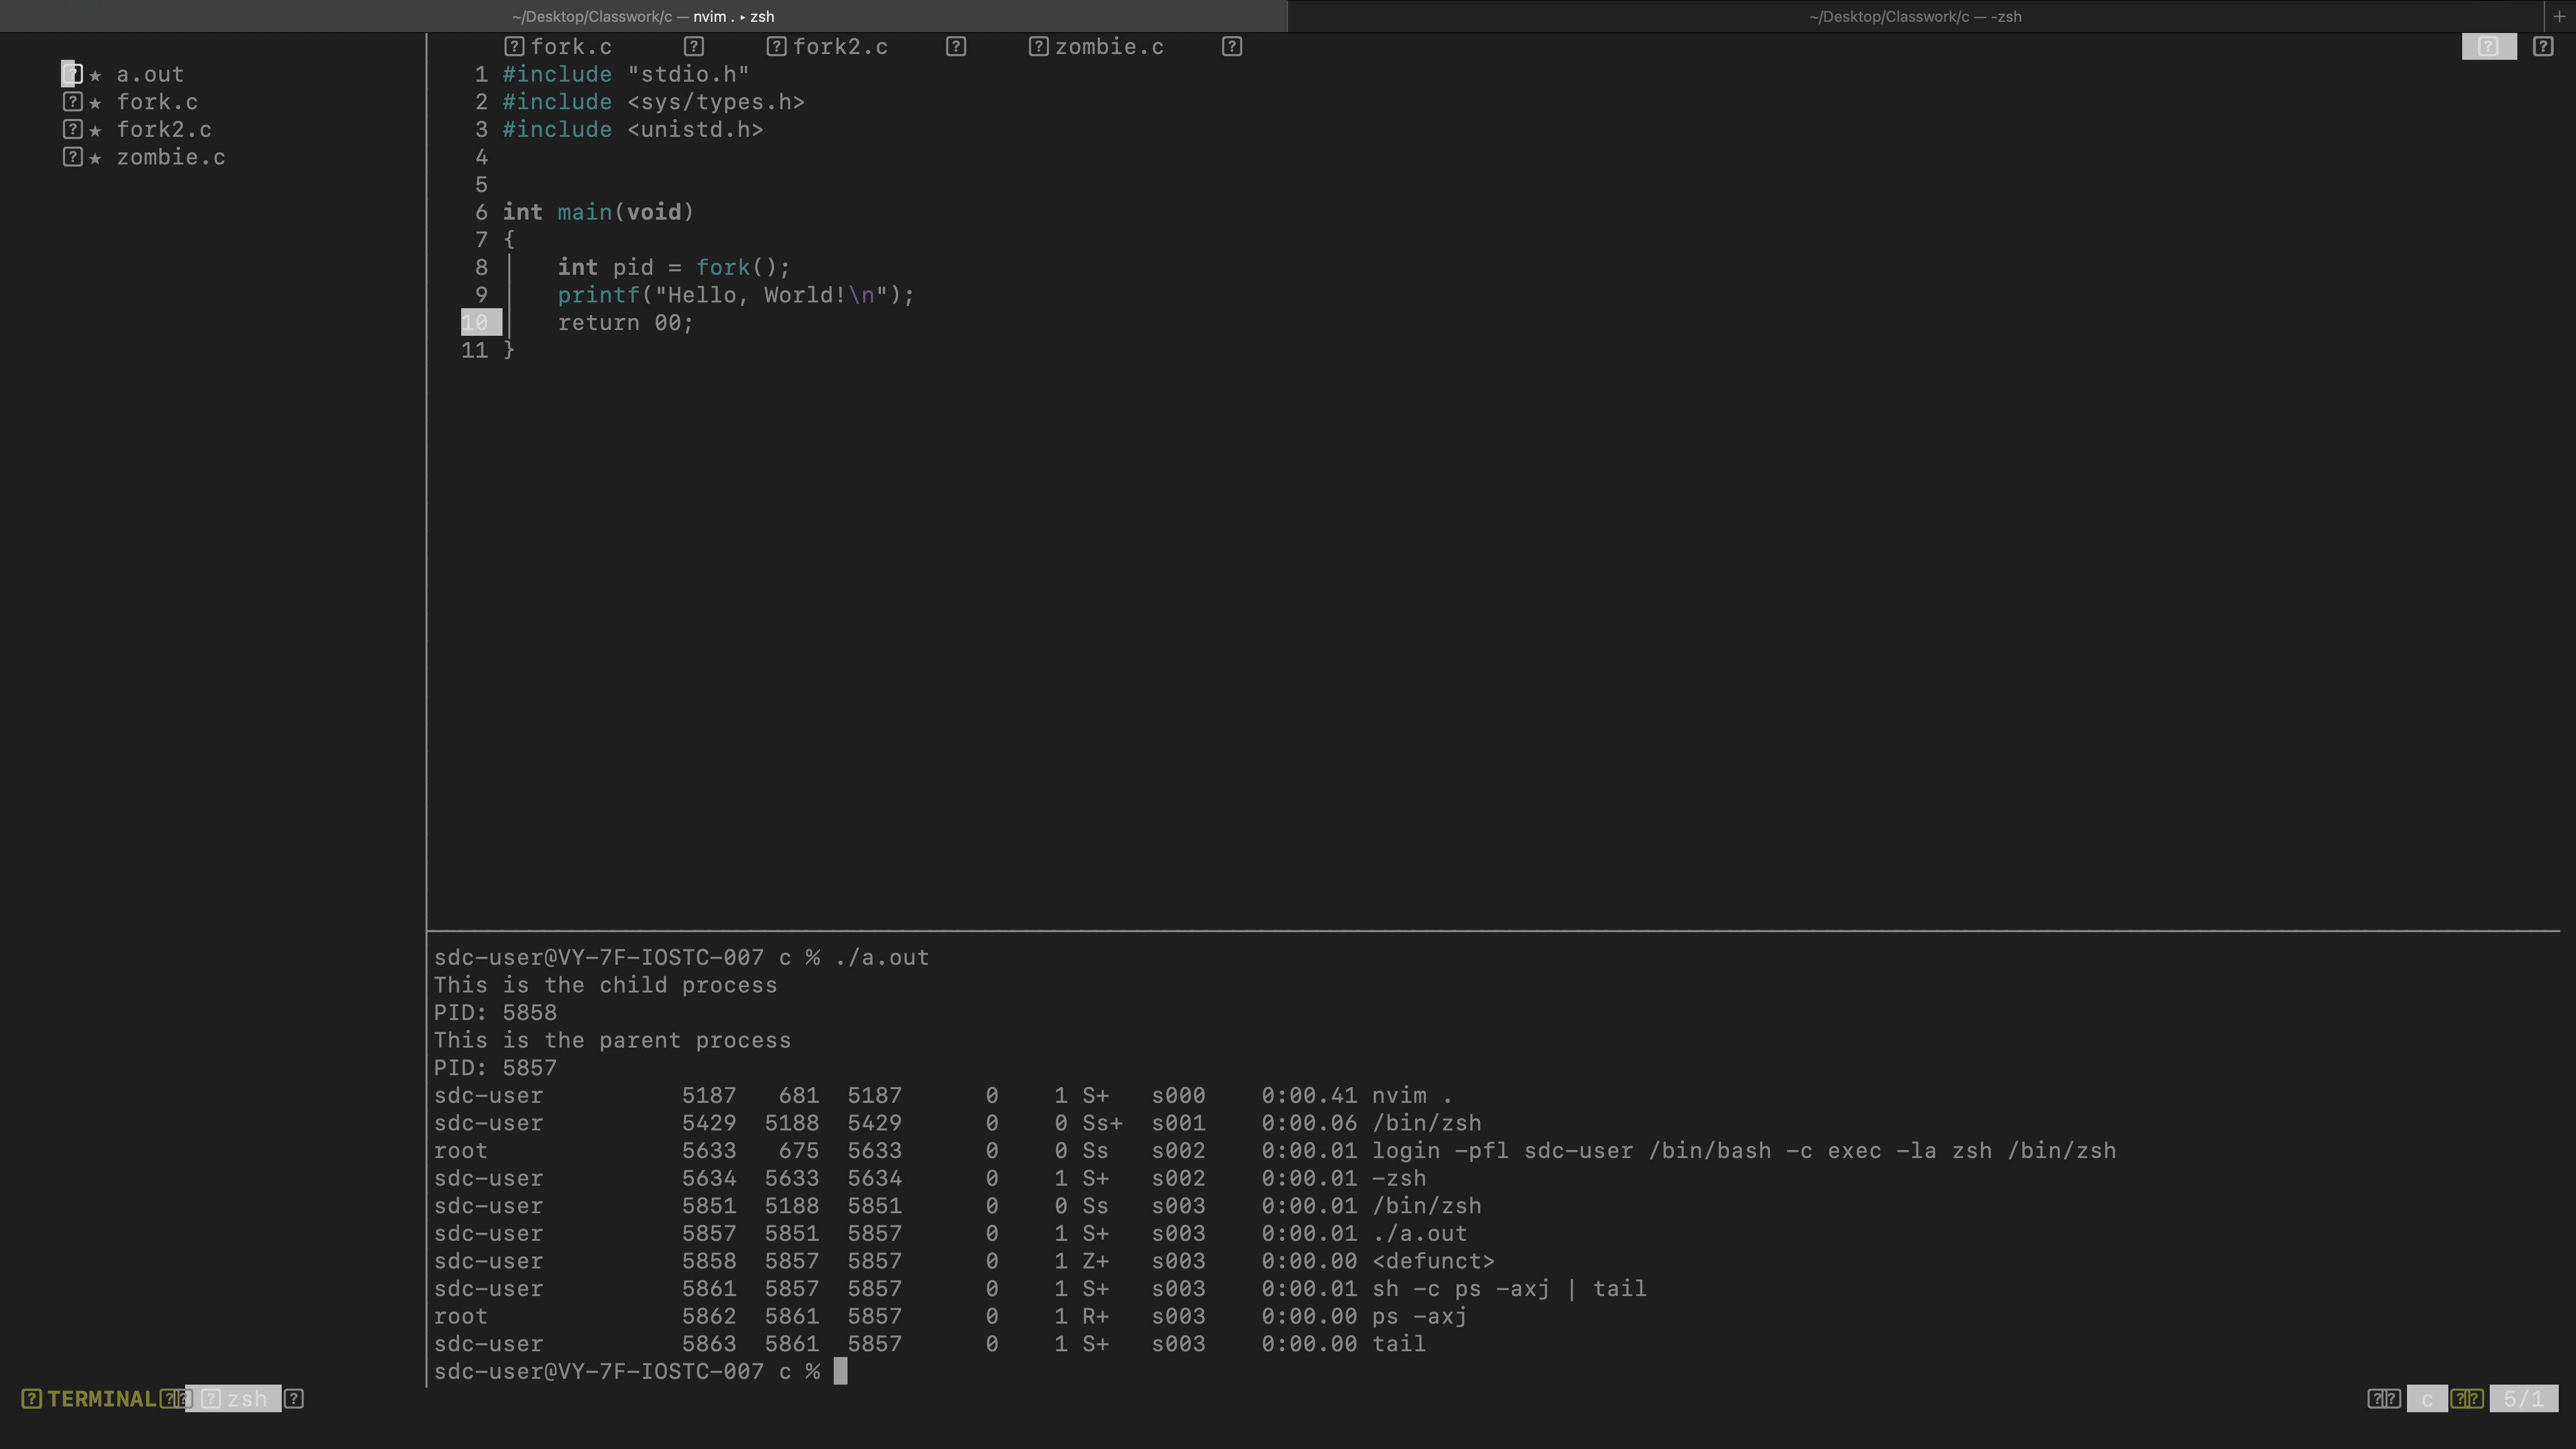 ~/Desktop/Classwork/c — nvim . ▸ zsh
~/Desktop/Classwork/c — -zsh
+
fork.c fork2.c zombie.c
★ a.out
★ fork.c
★ fork2.c
★ zombie.c
1 #include "stdio.h"
2 #include <sys/types.h>
3 #include <unistd.h>
4
5
6 int main(void)
7 {
8     int pid = fork();
9     printf("Hello, World!\n");
10     return 00;
11 }
sdc-user@VY-7F-IOSTC-007 c % ./a.out
This is the child process
PID: 5858
This is the parent process
PID: 5857
sdc-user          5187   681  5187      0    1 S+   s000    0:00.41 nvim .
sdc-user          5429  5188  5429      0    0 Ss+  s001    0:00.06 /bin/zsh
root              5633   675  5633      0    0 Ss   s002    0:00.01 login -pfl sdc-user /bin/bash -c exec -la zsh /bin/zsh
sdc-user          5634  5633  5634      0    1 S+   s002    0:00.01 -zsh
sdc-user          5851  5188  5851      0    0 Ss   s003    0:00.01 /bin/zsh
sdc-user          5857  5851  5857      0    1 S+   s003    0:00.01 ./a.out
sdc-user          5858  5857  5857      0    1 Z+   s003    0:00.00 <defunct>
sdc-user          5861  5857  5857      0    1 S+   s003    0:00.01 sh -c ps -axj | tail
root              5862  5861  5857      0    1 R+   s003    0:00.00 ps -axj
sdc-user          5863  5861  5857      0    1 S+   s003    0:00.00 tail
sdc-user@VY-7F-IOSTC-007 c %
TERMINAL zsh c 5/1